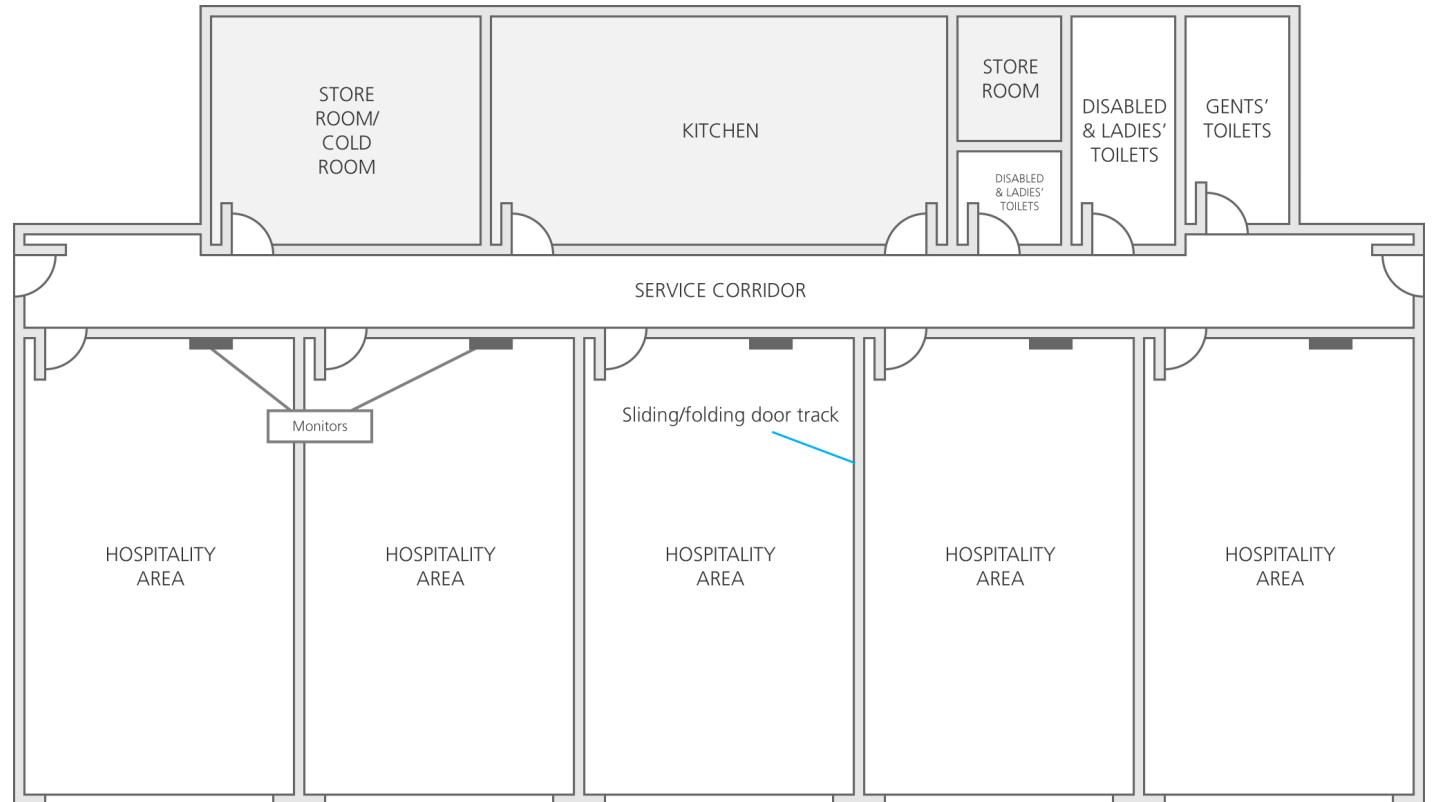 STORE
ROOM/
COLD
ROOM
KITCHEN
STORE
ROOM
DISABLED
& LADIES’
TOILETS
DISABLED
& LADIES’
TOILETS
GENTS’
TOILETS
SERVICE CORRIDOR
Monitors
Sliding/folding door track
HOSPITALITY
AREA
HOSPITALITY
AREA
HOSPITALITY
AREA
HOSPITALITY
AREA
HOSPITALITY
AREA